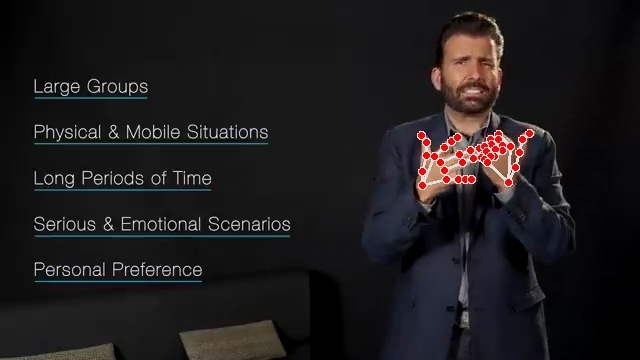 Large Groups
Physical & Mobile Situations
Long Periods of Time
Serious & Emotional Scenarios
Personal Preference